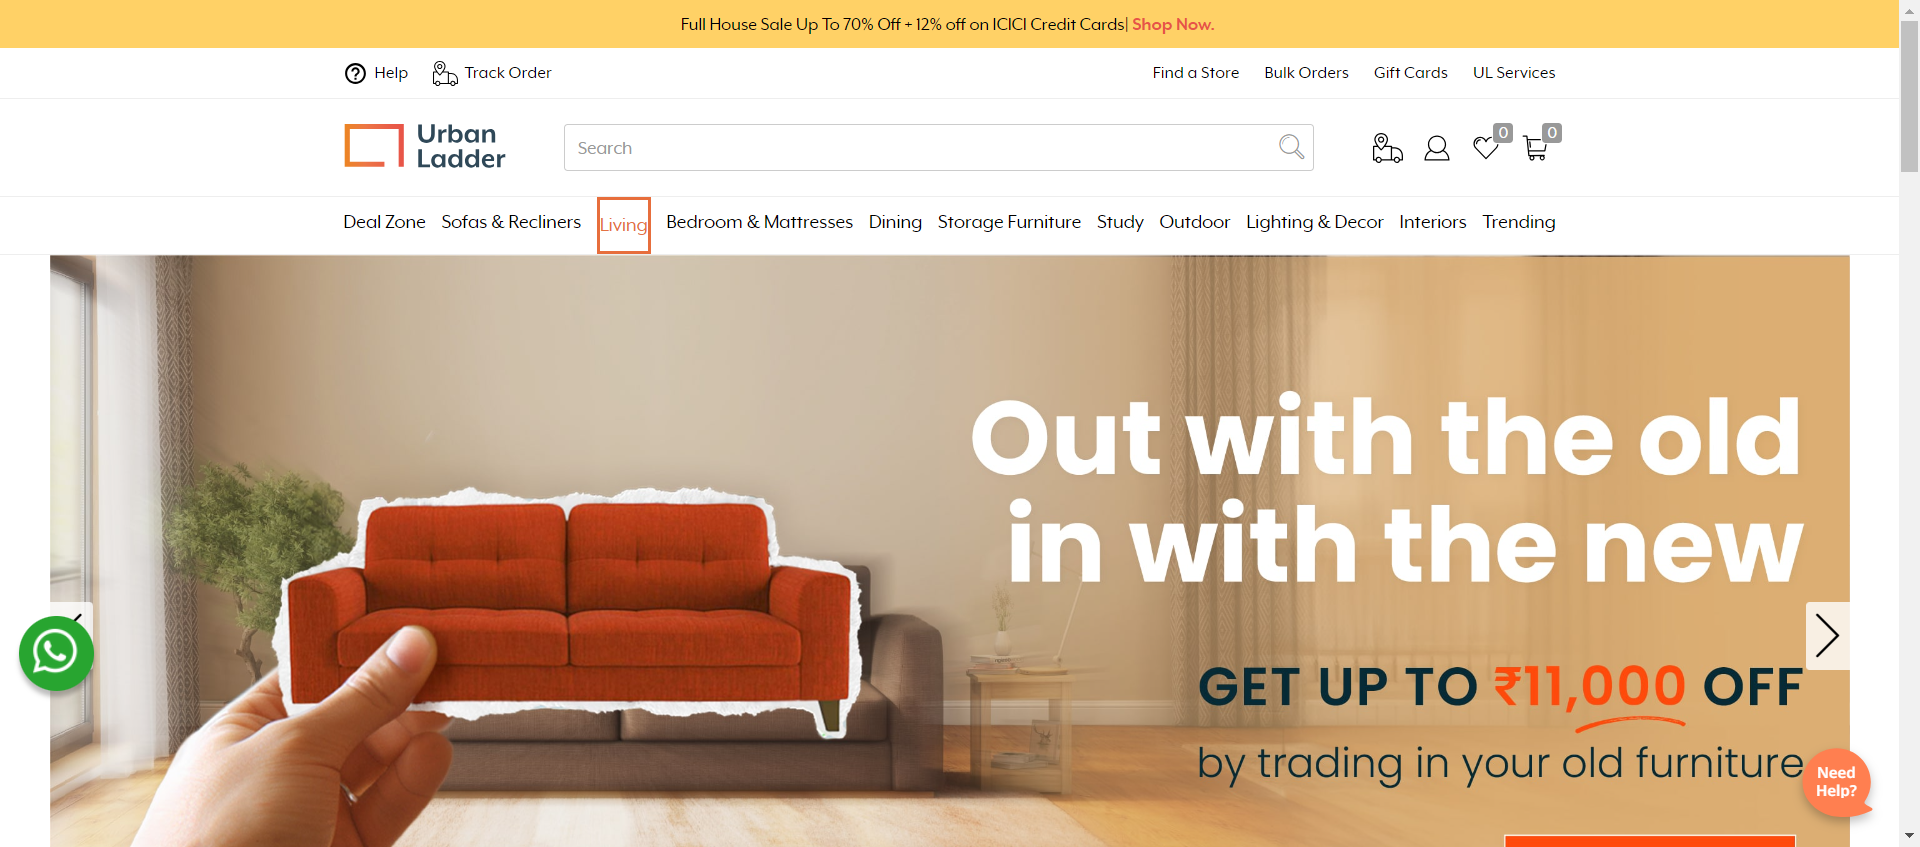 Full House Sale Up To 70% Off + 12% off on ICICI Credit Cards| Shop Now.
Help Track Order Find a Store Bulk Orders Gift Cards UL Services
Urban
Ladder
Search
0 0
Deal Zone Sofas & Recliners Living Bedroom & Mattresses Dining Storage Furniture Study Outdoor Lighting & Decor Interiors Trending
Out with the old
in with the new
GET UP TO ₹11,000 OFF
by trading in your old furniture
Need
Help?